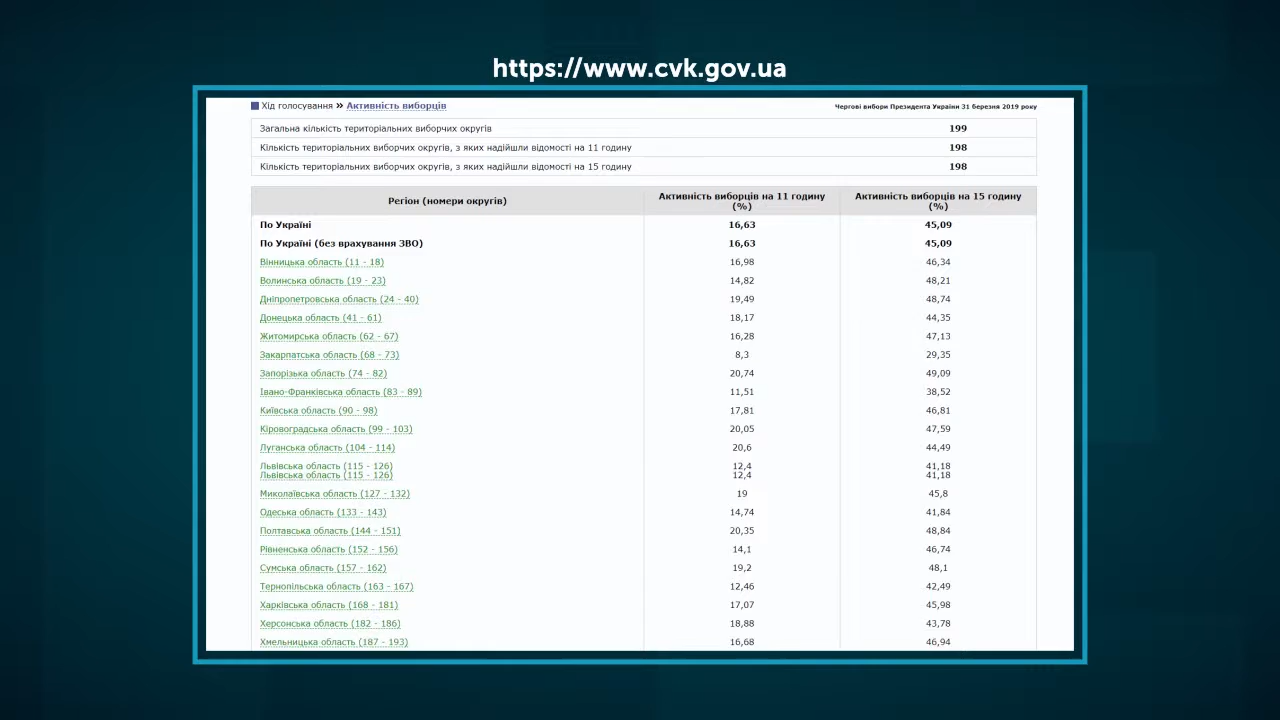 https://www.cvk.gov.ua
Хід голосування » Активність виборців
Чергові вибори Президента України 31 березня 2019 року
Загальна кількість територіальних виборчих округів 199
Кількість територіальних виборчих округів, з яких надійшли відомості на 11 годину 198
Кількість територіальних виборчих округів, з яких надійшли відомості на 15 годину 198
Регіон (номери округів) Активність виборців на 11 годину (%) Активність виборців на 15 годину (%)
По Україні 16,63 45,09
По Україні (без врахування ЗВО) 16,63 45,09
Вінницька область (11 - 18) 16,98 46,34
Волинська область (19 - 23) 14,82 48,21
Дніпропетровська область (24 - 40) 19,49 48,74
Донецька область (41 - 61) 18,17 44,35
Житомирська область (62 - 67) 16,28 47,13
Закарпатська область (68 - 73) 8,3 29,35
Запорізька область (74 - 82) 20,74 49,09
Івано-Франківська область (83 - 89) 11,51 38,52
Київська область (90 - 98) 17,81 46,81
Кіровоградська область (99 - 103) 20,05 47,59
Луганська область (104 - 114) 20,6 44,49
Львівська область (115 - 126) 12,4 41,18
Львівська область (115 - 126) 12,4 41,18
Миколаївська область (127 - 132) 19 45,8
Одеська область (133 - 143) 14,74 41,84
Полтавська область (144 - 151) 20,35 48,84
Рівненська область (152 - 156) 14,1 46,74
Сумська область (157 - 162) 19,2 48,1
Тернопільська область (163 - 167) 12,46 42,49
Харківська область (168 - 181) 17,07 45,98
Херсонська область (182 - 186) 18,88 43,78
Хмельницька область (187 - 193) 16,68 46,94